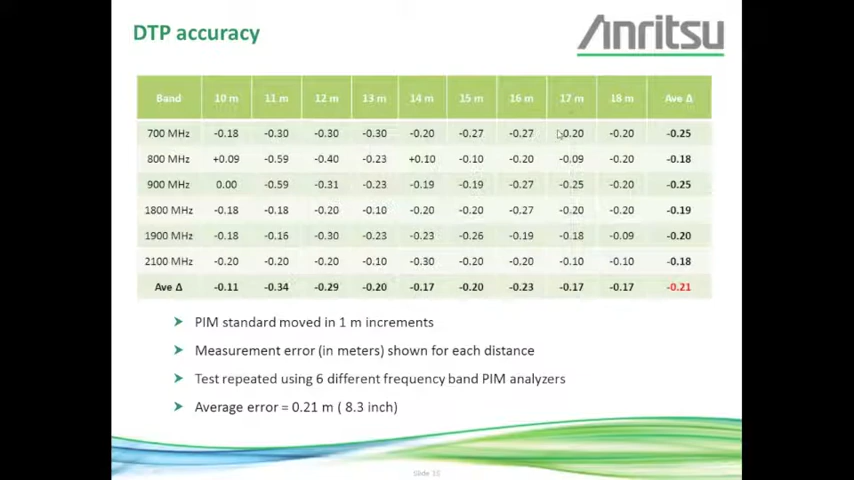 DTP accuracy
Anritsu
Band 10 m 11 m 12 m 13 m 14 m 15 m 16 m 17 m 18 m Ave Δ
700 MHz -0.18 -0.30 -0.30 -0.30 -0.20 -0.27 -0.27 -0.20 -0.20 -0.25
800 MHz +0.09 -0.59 -0.40 -0.23 +0.10 -0.10 -0.20 -0.09 -0.20 -0.18
900 MHz 0.00 -0.59 -0.31 -0.23 -0.19 -0.19 -0.27 -0.25 -0.20 -0.25
1800 MHz -0.18 -0.18 -0.20 -0.10 -0.20 -0.20 -0.27 -0.20 -0.20 -0.19
1900 MHz -0.18 -0.16 -0.30 -0.23 -0.23 -0.26 -0.19 -0.18 -0.09 -0.20
2100 MHz -0.20 -0.20 -0.20 -0.10 -0.30 -0.20 -0.20 -0.10 -0.10 -0.18
Ave Δ -0.11 -0.34 -0.29 -0.20 -0.17 -0.20 -0.23 -0.17 -0.17 -0.21
PIM standard moved in 1 m increments
Measurement error (in meters) shown for each distance
Test repeated using 6 different frequency band PIM analyzers
Average error = 0.21 m ( 8.3 inch)
Slide